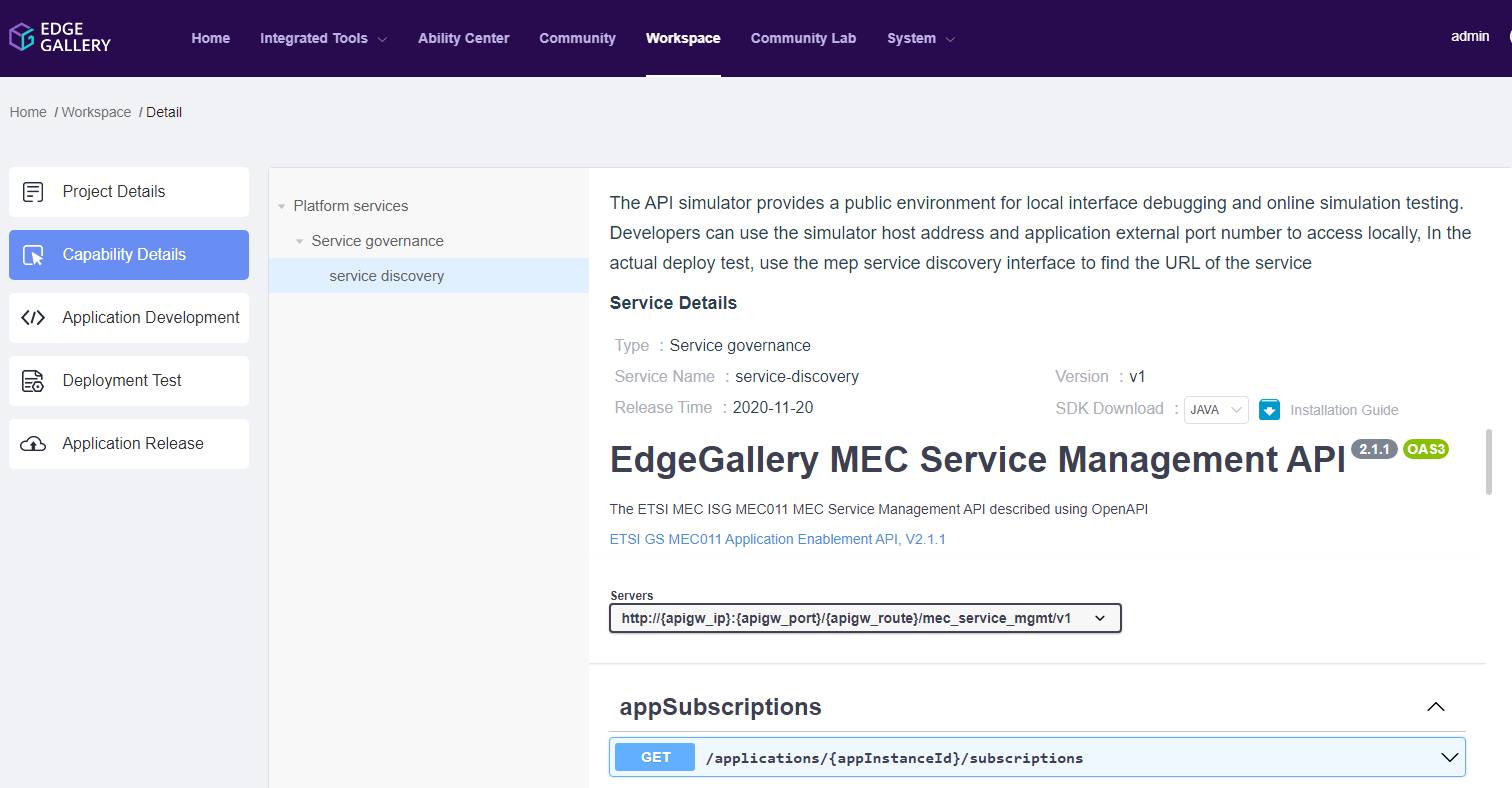 EDGE
GALLERY
Home Integrated Tools Ability Center Community Workspace Community Lab System admin
Home / Workspace / Detail
Project Details
Capability Details
Application Development
Deployment Test
Application Release
Platform services
Service governance
service discovery
The API simulator provides a public environment for local interface debugging and online simulation testing.
Developers can use the simulator host address and application external port number to access locally, In the
actual deploy test, use the mep service discovery interface to find the URL of the service
Service Details
Type : Service governance
Service Name : service-discovery Version : v1
Release Time : 2020-11-20 SDK Download : JAVA Installation Guide
EdgeGallery MEC Service Management API 2.1.1 OAS3
The ETSI MEC ISG MEC011 MEC Service Management API described using OpenAPI
ETSI GS MEC011 Application Enablement API, V2.1.1
Servers
http://{apigw_ip}:{apigw_port}/{apigw_route}/mec_service_mgmt/v1
appSubscriptions
GET /applications/{appInstanceId}/subscriptions